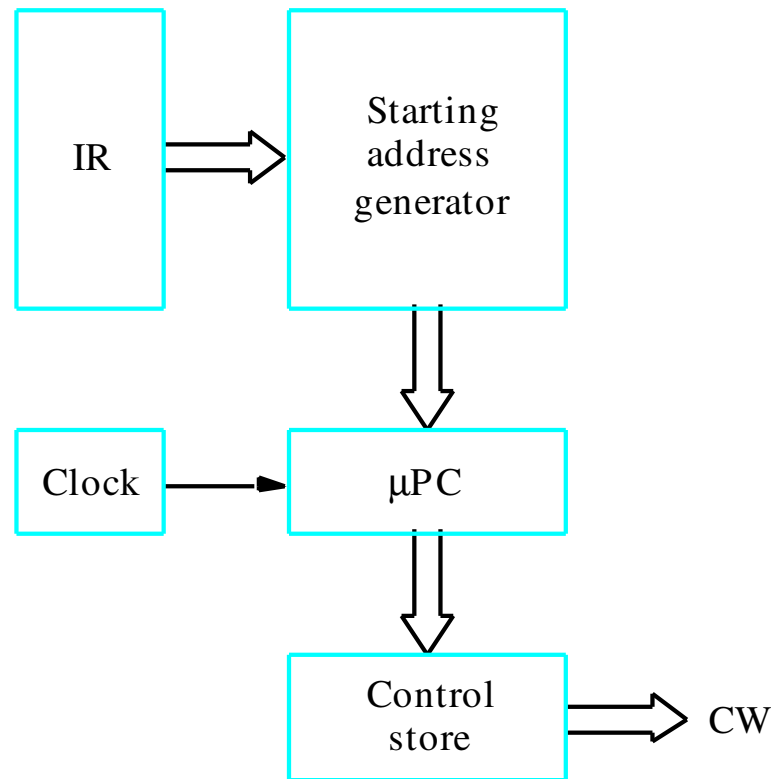 IR
Starting
address
generator
Clock
μPC
Control
store
CW